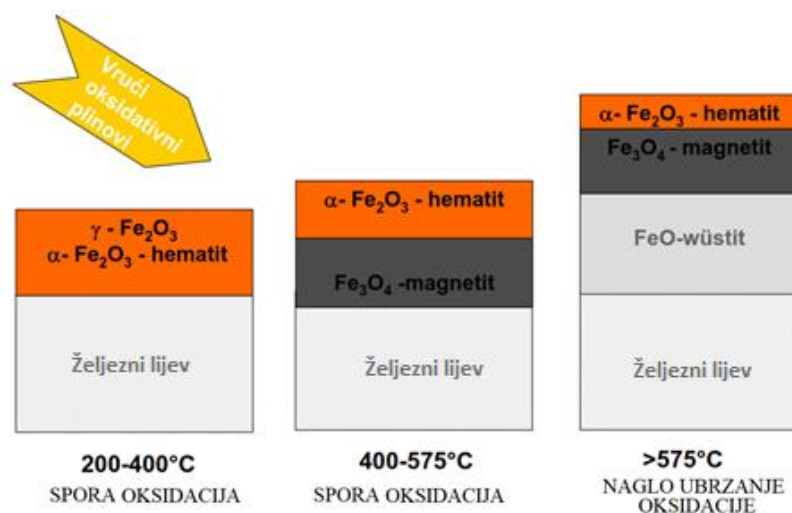 Vrući
oksidativni
plinovi
γ - Fe₂O₃
α- Fe₂O₃ - hematit
Željezni lijev
200-400°C
SPORA OKSIDACIJA
α- Fe₂O₃ - hematit
Fe₃O₄ -magnetit
Željezni lijev
400-575°C
SPORA OKSIDACIJA
α- Fe₂O₃ - hematit
Fe₃O₄ - magnetit
FeO-wüstit
Željezni lijev
>575°C
NAGLO UBRZANJE
OKSIDACIJE